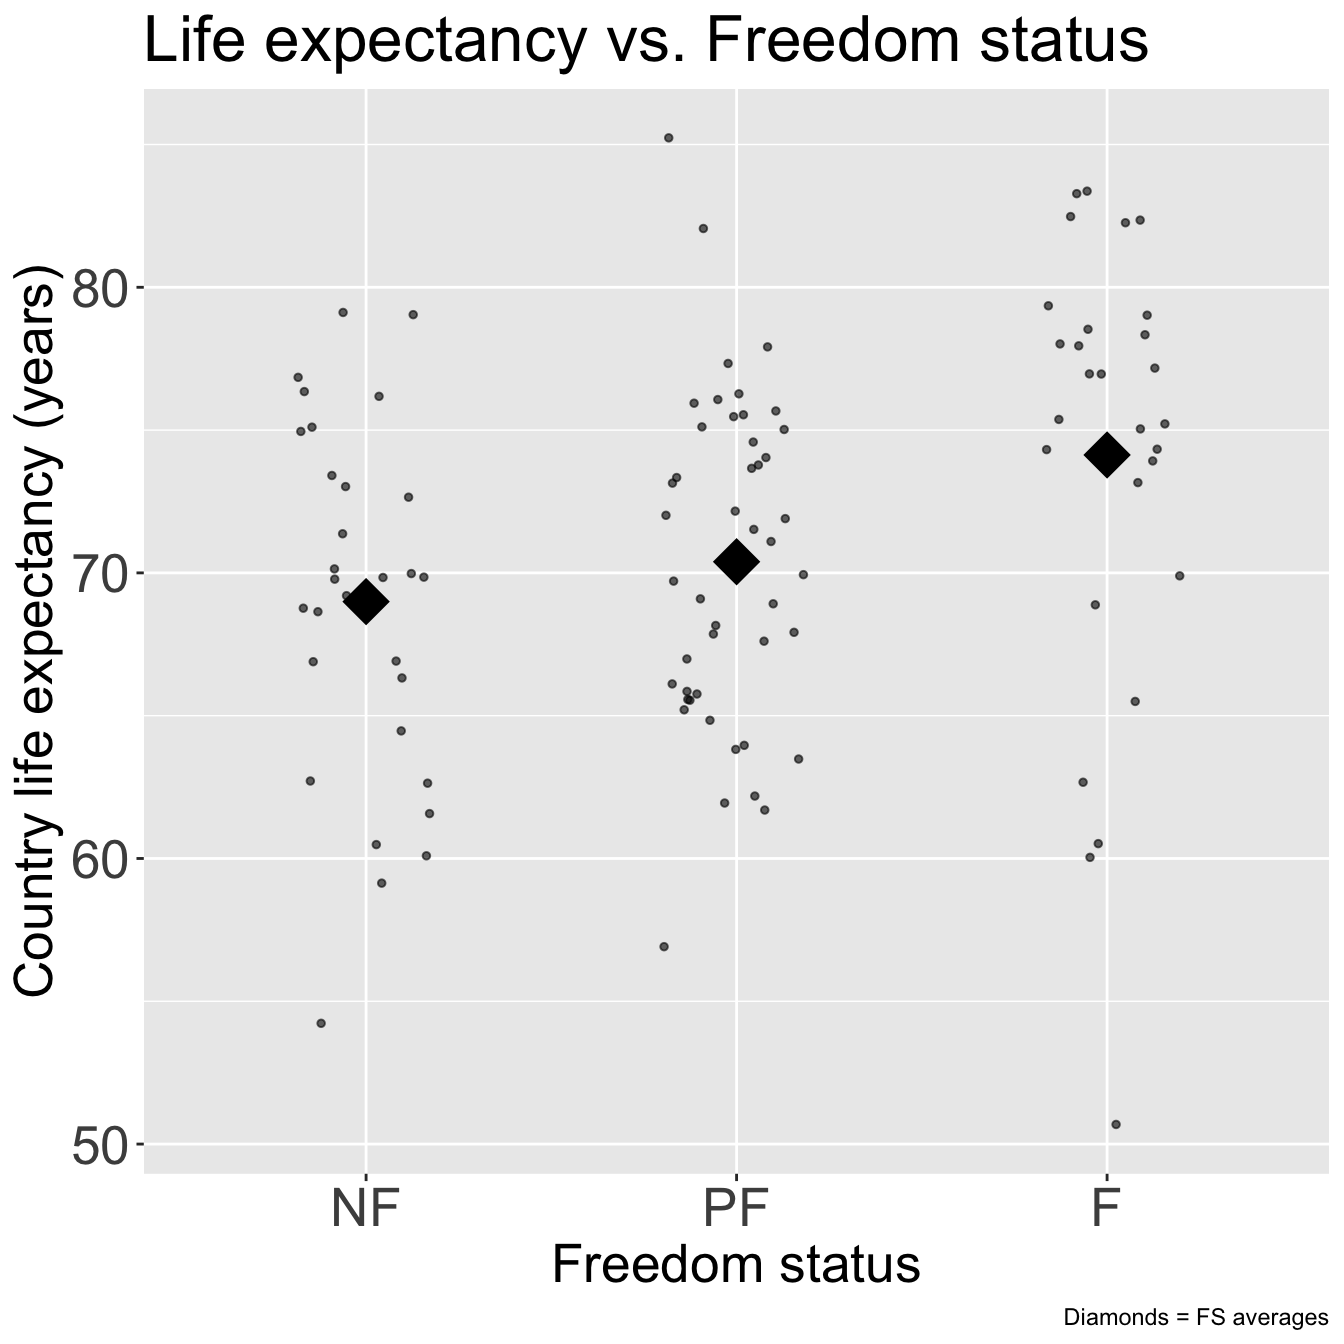 Life expectancy vs. Freedom status
Country life expectancy (years)
80
70
60
50
NF PF F
Freedom status
Diamonds = FS averages